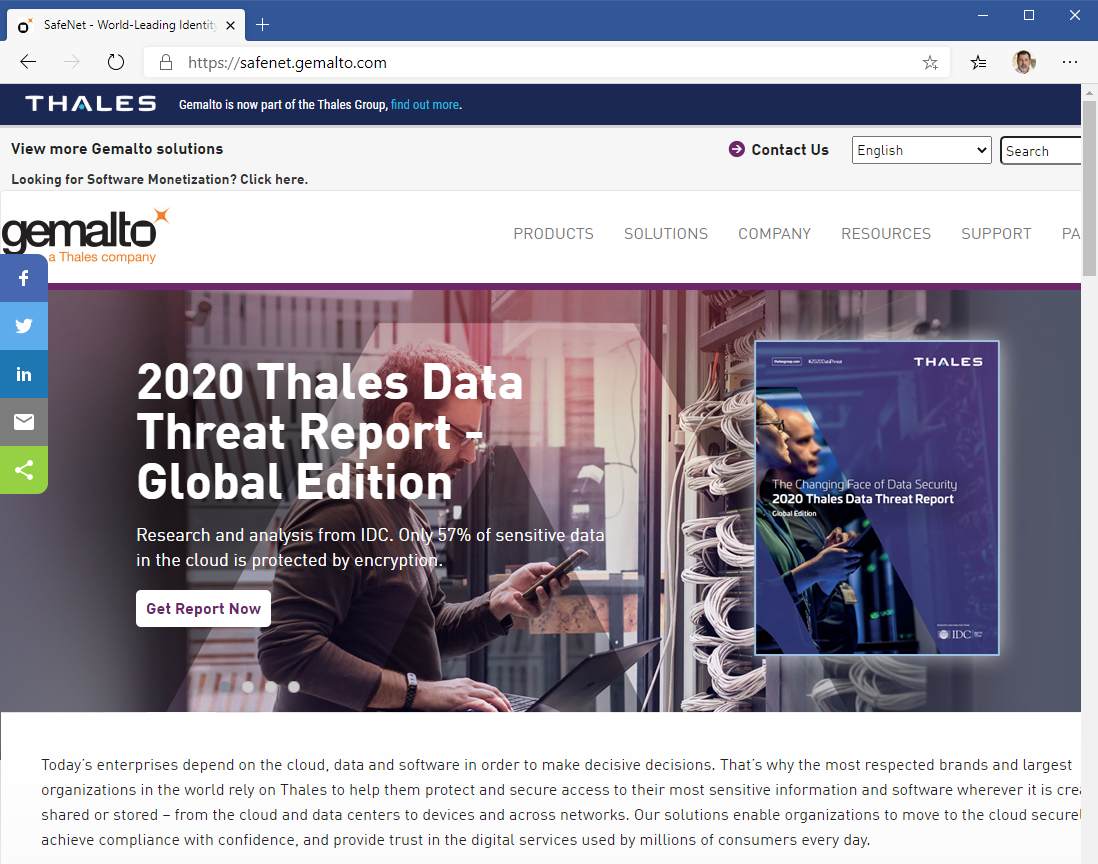 SafeNet - World-Leading Identity
https://safenet.gemalto.com
THALES
Gemalto is now part of the Thales Group, find out more.
View more Gemalto solutions
Contact Us
English
Search
Looking for Software Monetization? Click here.
gemalto
a Thales company
PRODUCTS SOLUTIONS COMPANY RESOURCES SUPPORT PA
f
in
2020 Thales Data
Threat Report -
Global Edition
Research and analysis from IDC. Only 57% of sensitive data
in the cloud is protected by encryption.
Get Report Now
THALES
The Changing Face of Data Security
2020 Thales Data Threat Report
Global Edition
IDC
Today's enterprises depend on the cloud, data and software in order to make decisive decisions. That's why the most respected brands and largest
organizations in the world rely on Thales to help them protect and secure access to their most sensitive information and software wherever it is crea
shared or stored – from the cloud and data centers to devices and across networks. Our solutions enable organizations to move to the cloud securel
achieve compliance with confidence, and provide trust in the digital services used by millions of consumers every day.